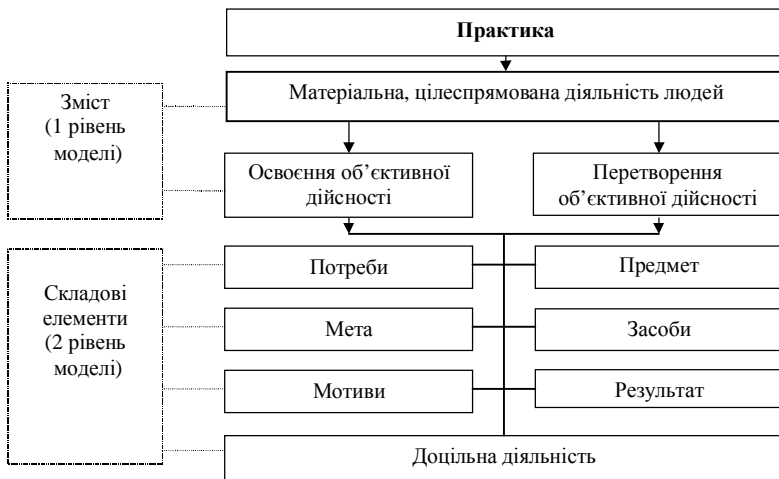 Практика
Зміст
(1 рівень
моделі)
Матеріальна, цілеспрямована діяльність людей
Освоєння об’єктивної
дійсності
Перетворення
об’єктивної дійсності
Складові
елементи
(2 рівень
моделі)
Потреби
Предмет
Мета
Засоби
Мотиви
Результат
Доцільна діяльність